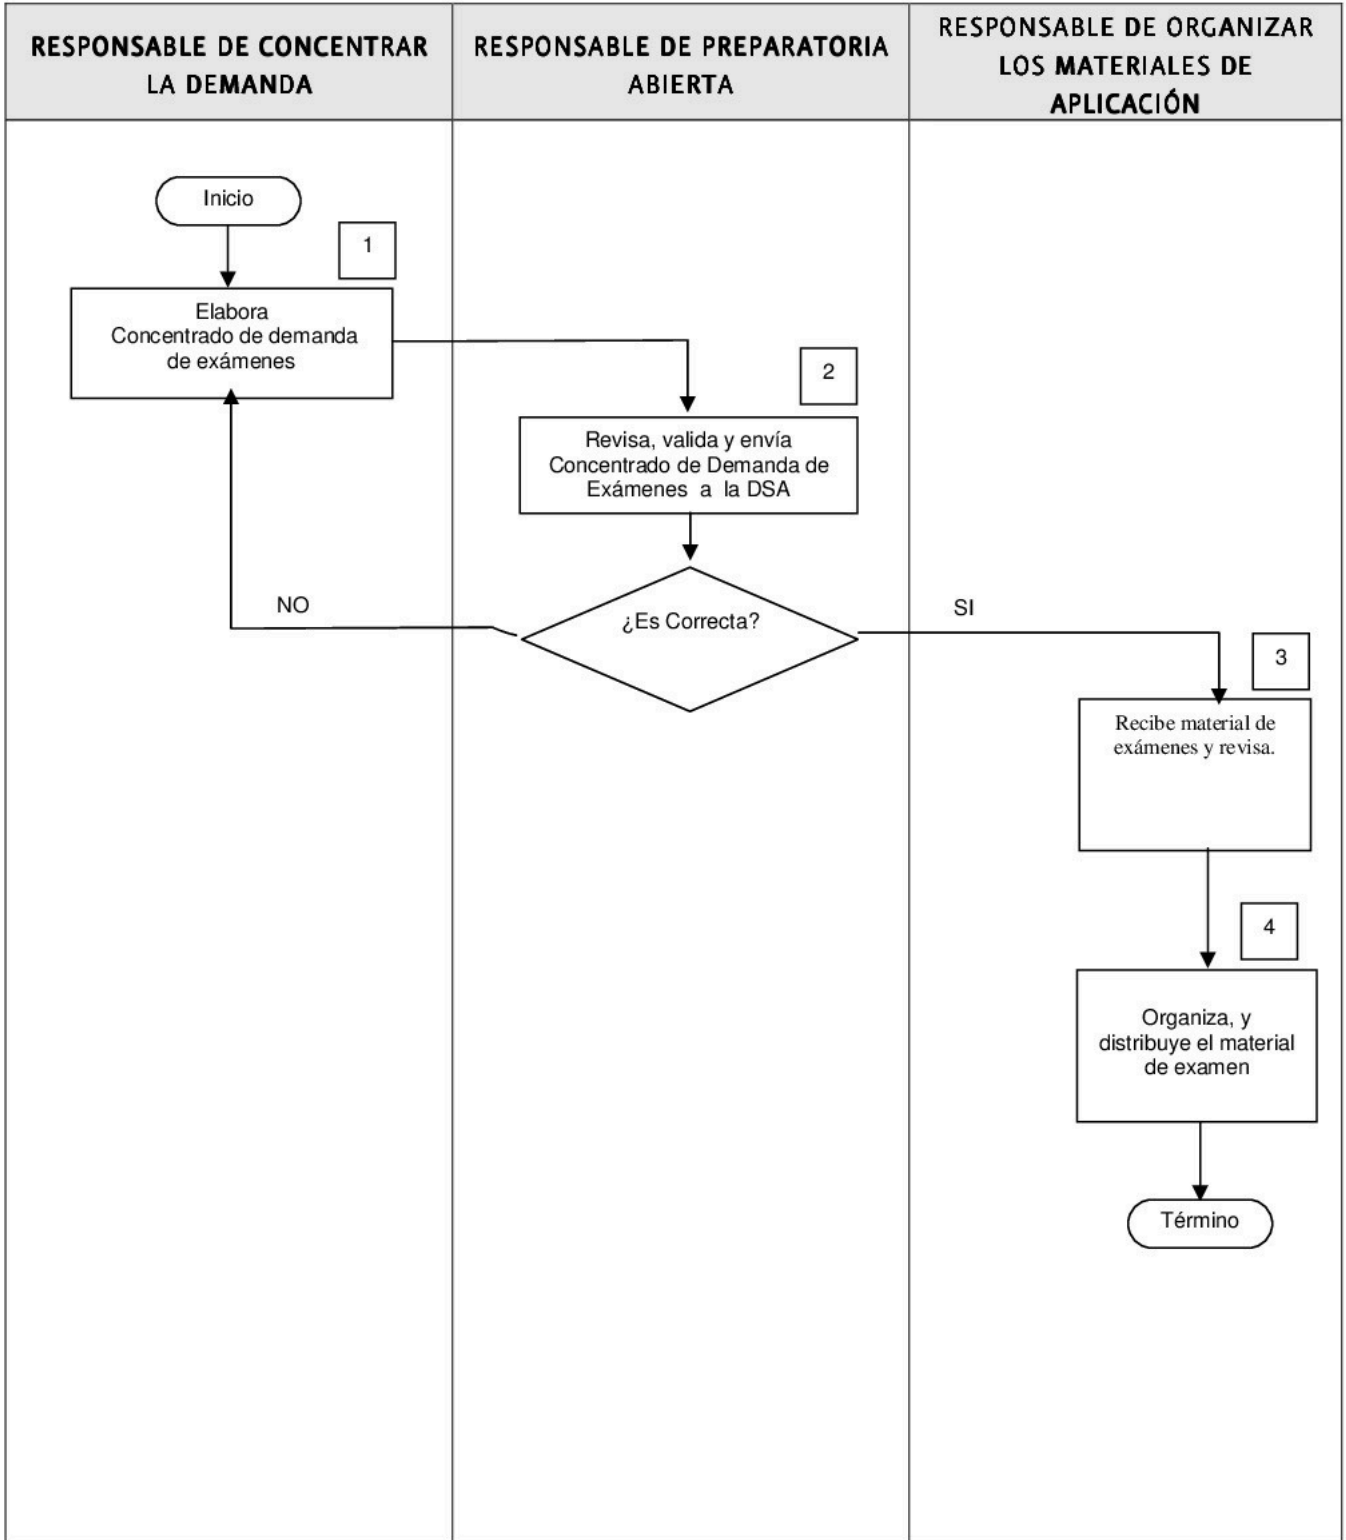 RESPONSABLE DE CONCENTRAR
LA DEMANDA
RESPONSABLE DE PREPARATORIA
ABIERTA
RESPONSABLE DE ORGANIZAR
LOS MATERIALES DE
APLICACIÓN
Inicio
1
Elabora
Concentrado de demanda
de exámenes
2
Revisa, valida y envía
Concentrado de Demanda de
Exámenes a la DSA
¿Es Correcta?
NO
SI
3
Recibe material de
exámenes y revisa.
4
Organiza, y
distribuye el material
de examen
Término